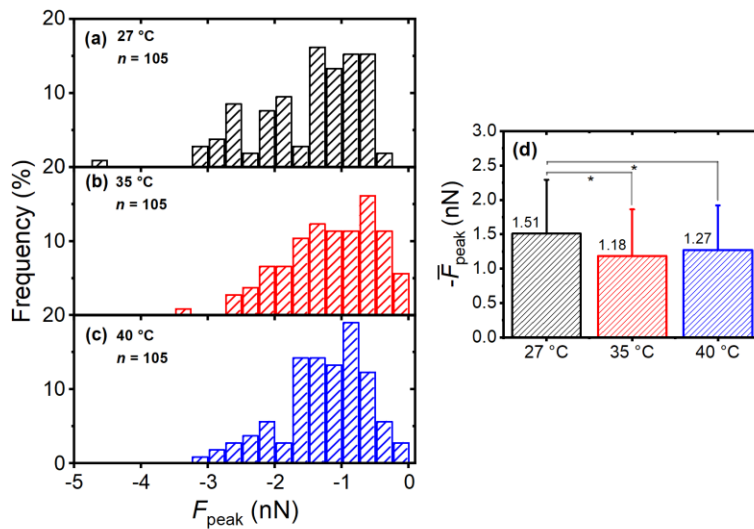 20
(a) 27 °C
n = 105
10
20
(b) 35 °C
n = 105
10
20
(c) 40 °C
n = 105
10
0
-5 -4 -3 -2 -1 0
Frequency (%)
F_peak (nN)
(d)
3.0
2.5
2.0
1.5
1.0
0.5
0.0
* *
1.51 1.18 1.27
27 °C 35 °C 40 °C
-F̅_peak (nN)